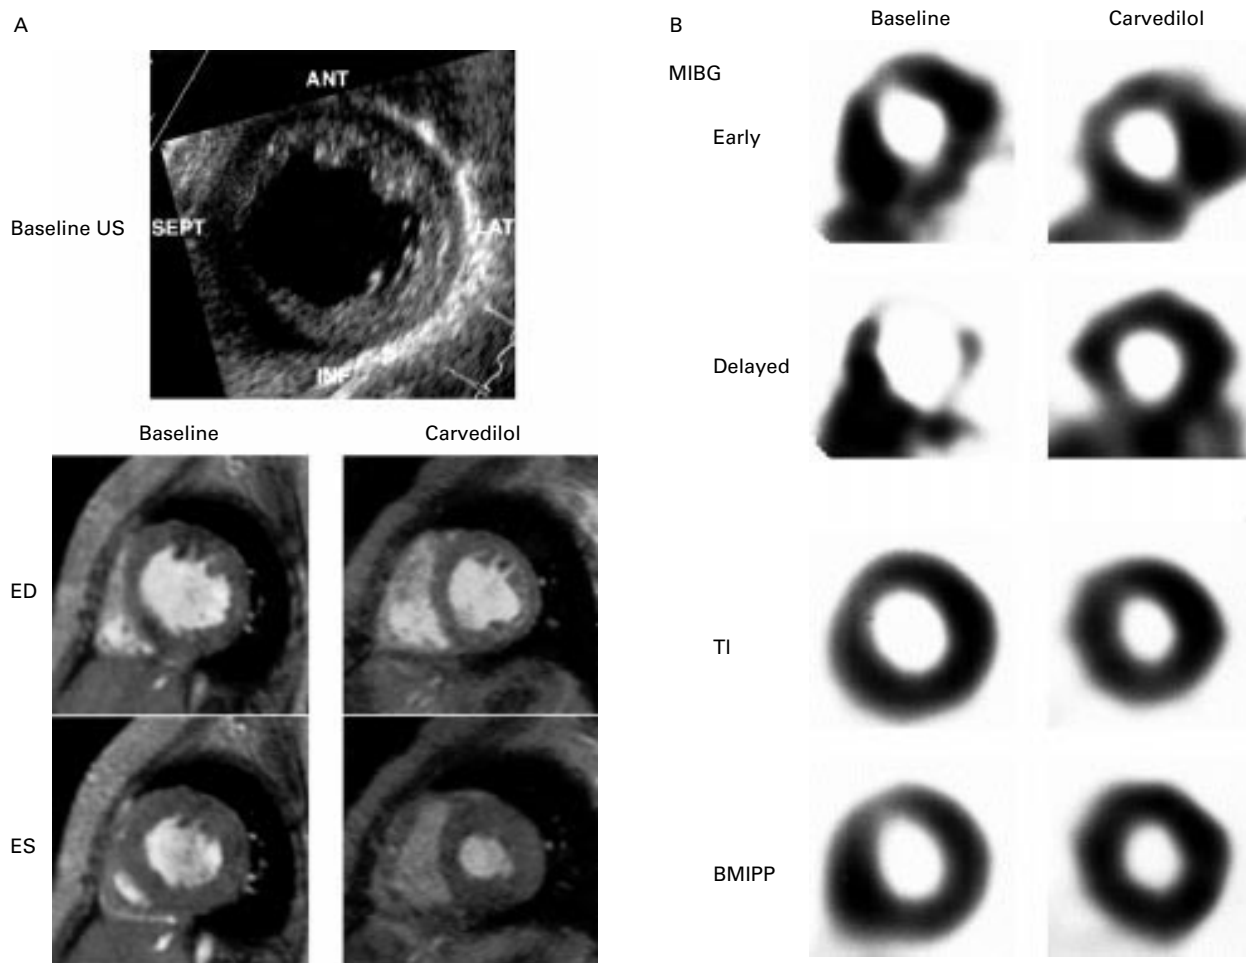 A
ANT
Baseline US
SEPT
LAT
INF
Baseline
Carvedilol
ED
ES
B
Baseline
Carvedilol
MIBG
Early
Delayed
Tl
BMIPP